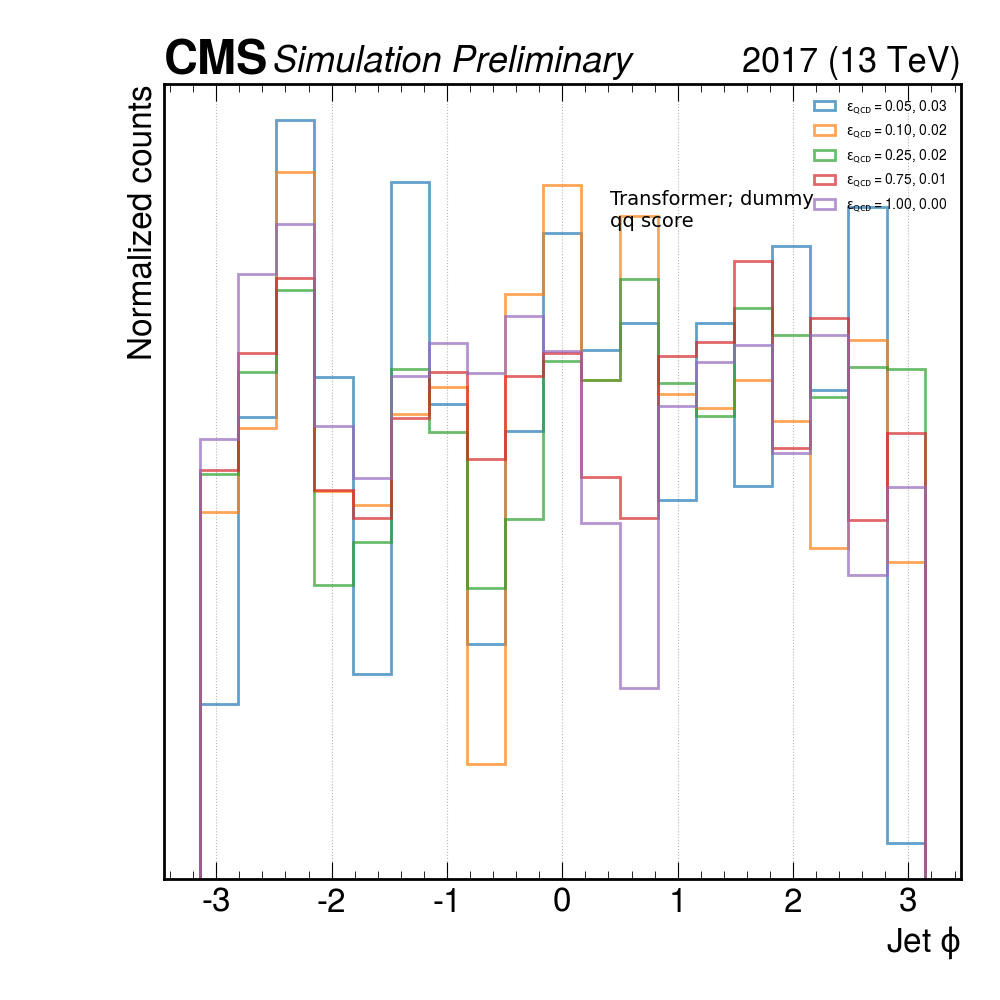 CMS Simulation Preliminary 2017 (13 TeV)
Normalized counts
ε_QCD = 0.05, 0.03
ε_QCD = 0.10, 0.02
ε_QCD = 0.25, 0.02
ε_QCD = 0.75, 0.01
ε_QCD = 1.00, 0.00
Transformer; dummy
qq score
-3 -2 -1 0 1 2 3
Jet ϕ